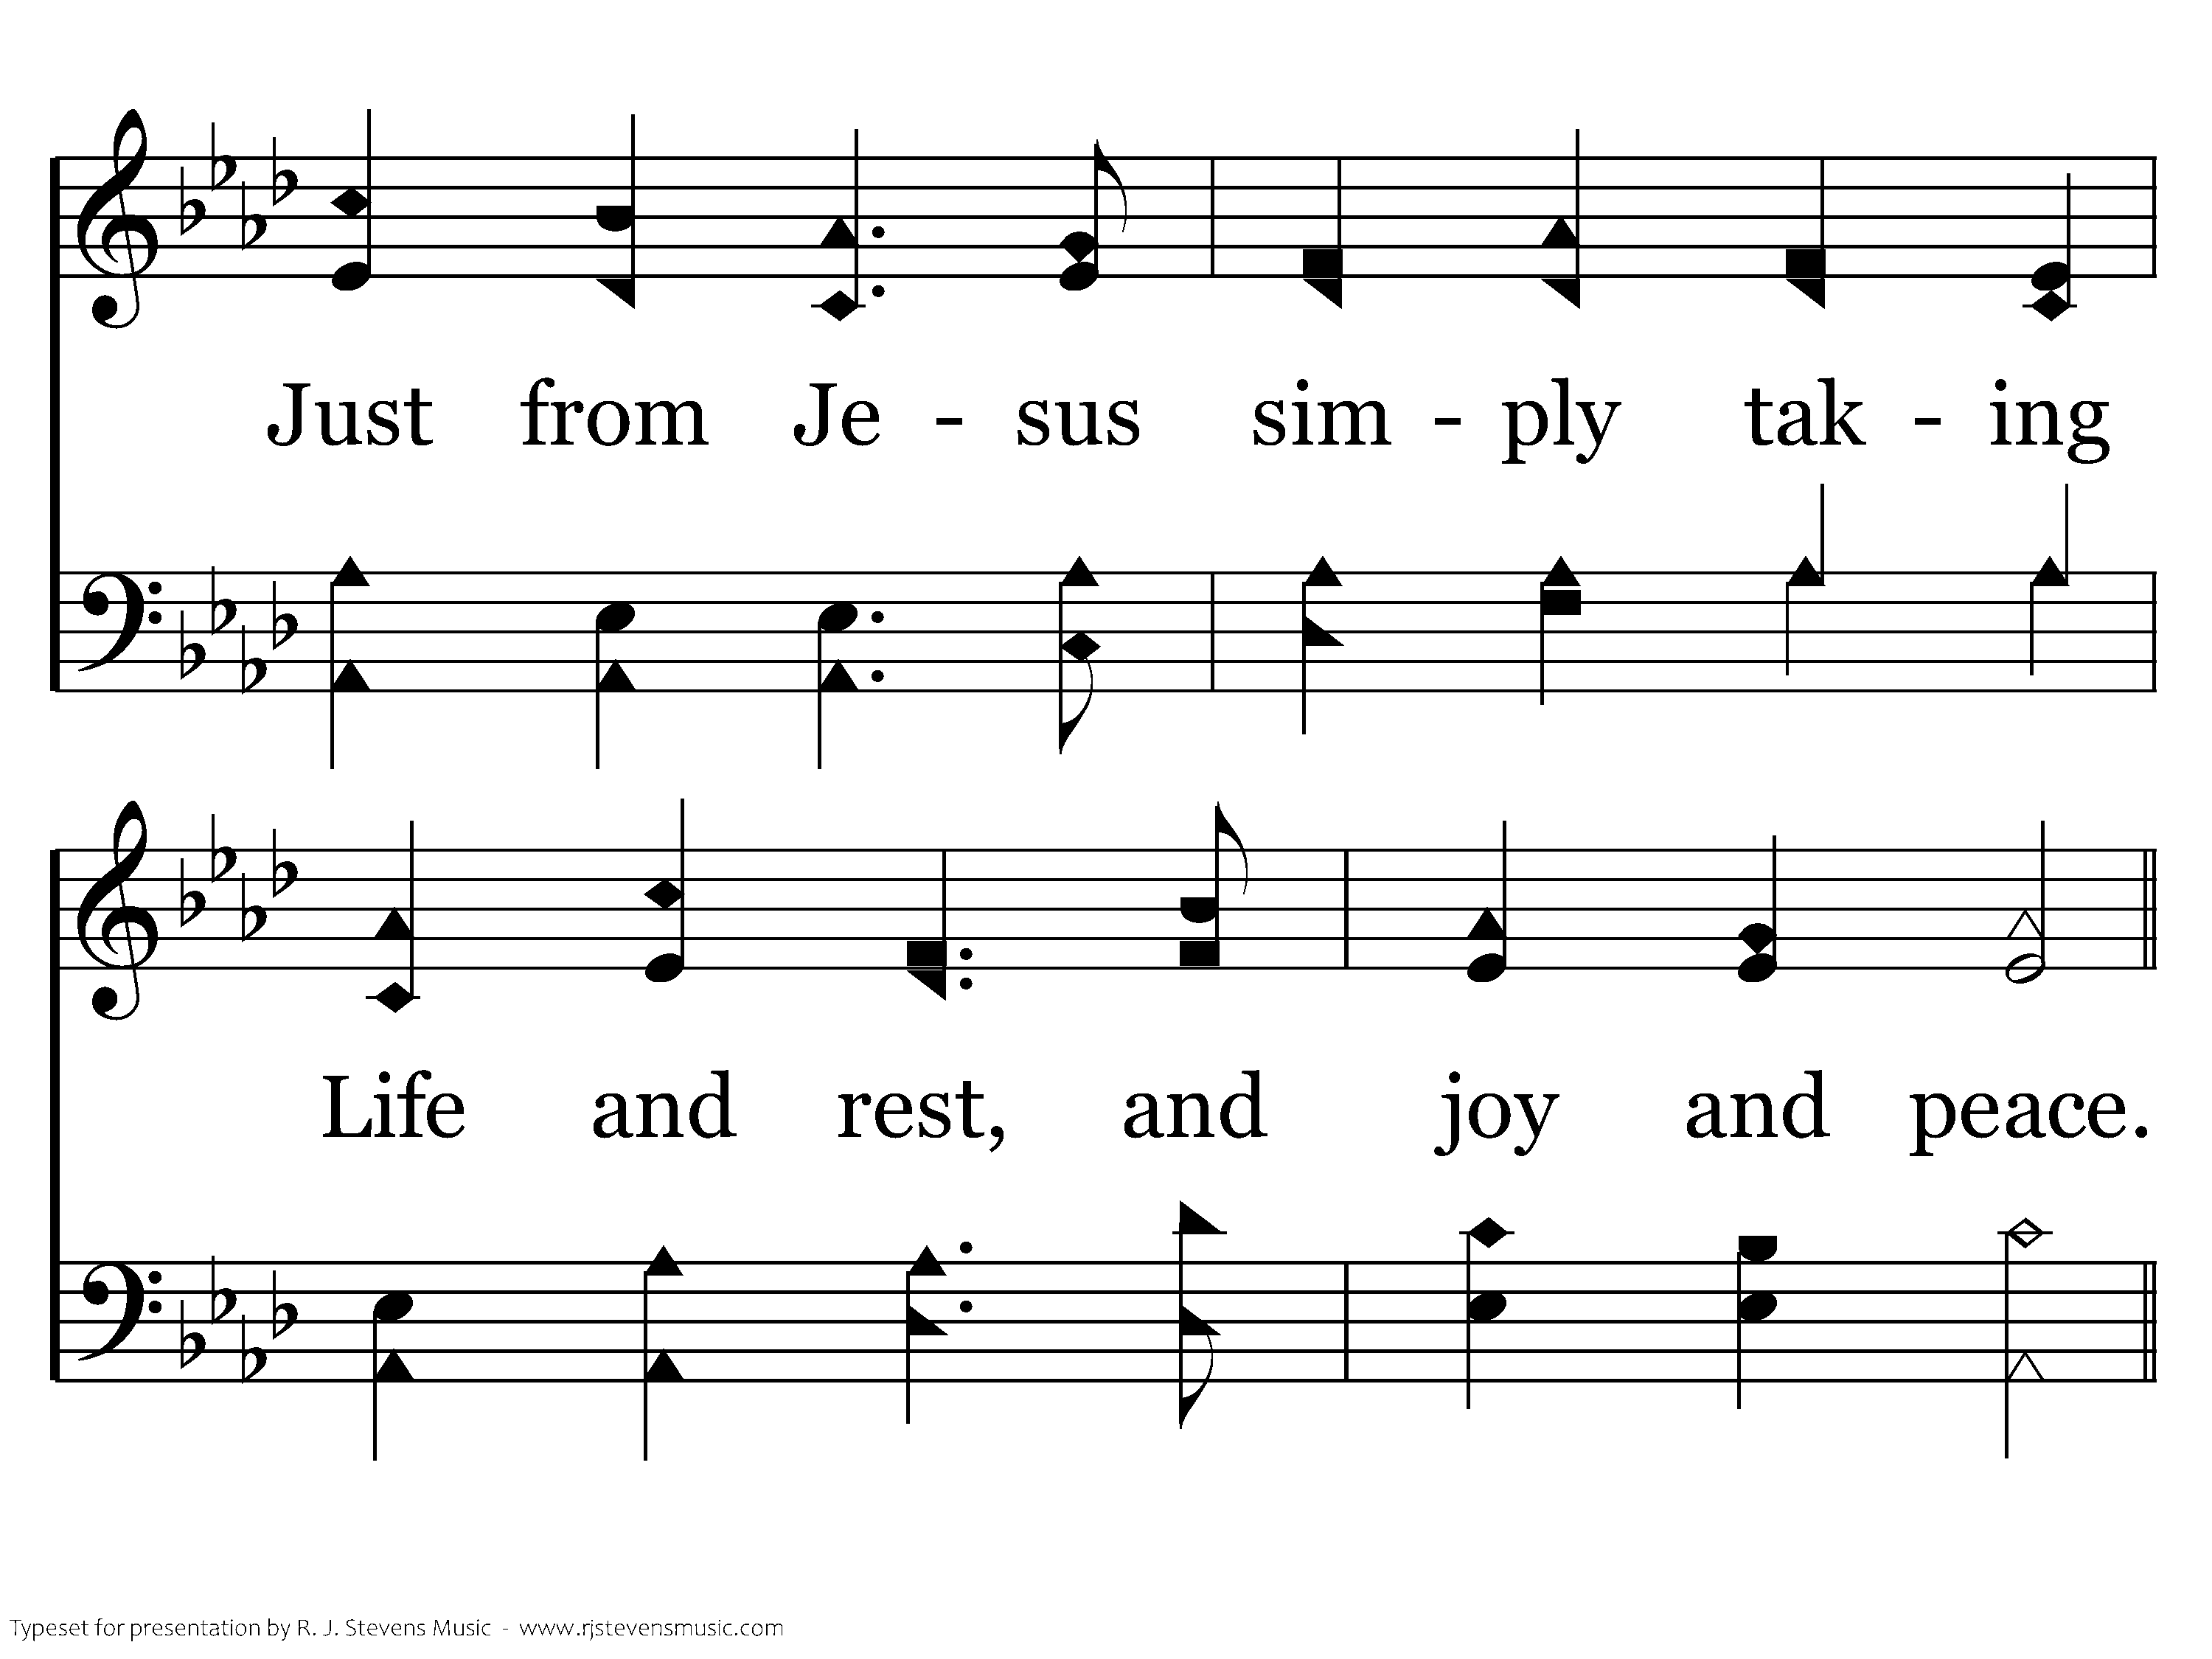 Just from Je - sus sim - ply tak - ing
Life and rest, and joy and peace.
Typeset for presentation by R. J. Stevens Music - www.rjstevensmusic.com